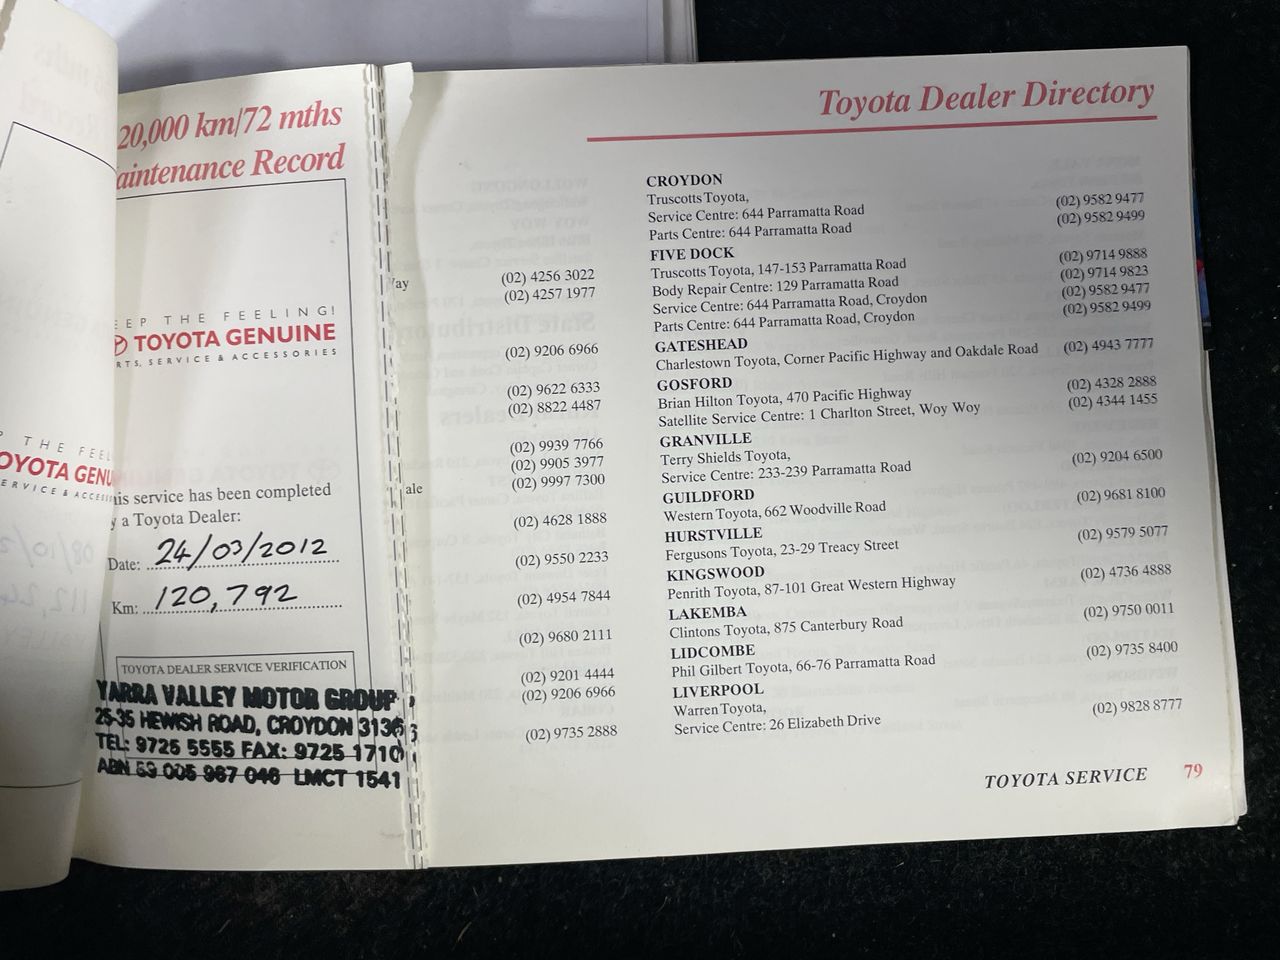 20,000 km/72 mths
aintenance Record
EEP THE FEELING!
TOYOTA GENUINE
RTS, SERVICE & ACCESSORIES
P THE FEEL
OYOTA GENU
SERVICE & ACCESS
his service has been completed
y a Toyota Dealer:
Date: 24/03/2012
Km: 120,792
TOYOTA DEALER SERVICE VERIFICATION
YARRA VALLEY MOTOR GROUP
25-35 HEWISH ROAD, CROYDON 3136
TEL: 9725 5555 FAX: 9725 1710
ABN 59 005 967 046 LMCT 1541
ay
(02) 4256 3022
(02) 4257 1977
(02) 9206 6966
(02) 9622 6333
(02) 8822 4487
(02) 9939 7766
(02) 9905 3977
ale (02) 9997 7300
(02) 4628 1888
(02) 9550 2233
(02) 4954 7844
(02) 9680 2111
(02) 9201 4444
(02) 9206 6966
(02) 9735 2888
Toyota Dealer Directory
CROYDON
Truscotts Toyota,
Service Centre: 644 Parramatta Road (02) 9582 9477
Parts Centre: 644 Parramatta Road (02) 9582 9499
FIVE DOCK
Truscotts Toyota, 147-153 Parramatta Road (02) 9714 9888
Body Repair Centre: 129 Parramatta Road (02) 9714 9823
Service Centre: 644 Parramatta Road, Croydon (02) 9582 9477
Parts Centre: 644 Parramatta Road, Croydon (02) 9582 9499
GATESHEAD
Charlestown Toyota, Corner Pacific Highway and Oakdale Road (02) 4943 7777
GOSFORD
Brian Hilton Toyota, 470 Pacific Highway (02) 4328 2888
Satellite Service Centre: 1 Charlton Street, Woy Woy (02) 4344 1455
GRANVILLE
Terry Shields Toyota,
Service Centre: 233-239 Parramatta Road (02) 9204 6500
GUILDFORD
Western Toyota, 662 Woodville Road (02) 9681 8100
HURSTVILLE
Fergusons Toyota, 23-29 Treacy Street (02) 9579 5077
KINGSWOOD
Penrith Toyota, 87-101 Great Western Highway (02) 4736 4888
LAKEMBA
Clintons Toyota, 875 Canterbury Road (02) 9750 0011
LIDCOMBE
Phil Gilbert Toyota, 66-76 Parramatta Road (02) 9735 8400
LIVERPOOL
Warren Toyota,
Service Centre: 26 Elizabeth Drive (02) 9828 8777
TOYOTA SERVICE 79